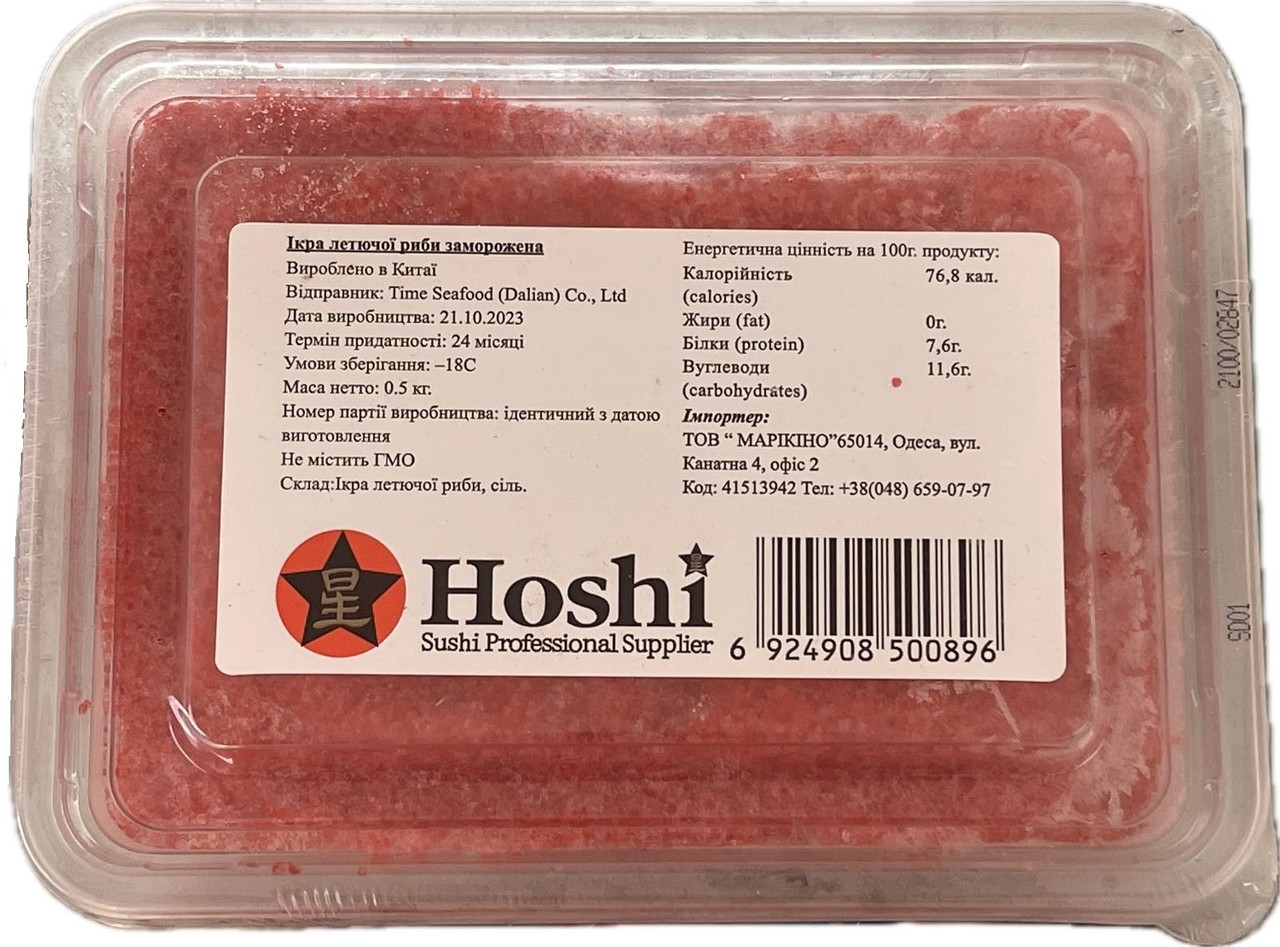 Ікра летючої риби заморожена
Вироблено в Китаї
Відправник: Time Seafood (Dalian) Co., Ltd
Дата виробництва: 21.10.2023
Термін придатності: 24 місяці
Умови зберігання: –18С
Маса нетто: 0.5 кг.
Номер партії виробництва: ідентичний з датою
виготовлення
Не містить ГМО
Склад:Ікра летючої риби, сіль.
Енергетична цінність на 100г. продукту:
Калорійність 76,8 кал.
(calories)
Жири (fat) 0г.
Білки (protein) 7,6г.
Вуглеводи 11,6г.
(carbohydrates)
Імпортер:
ТОВ “ МАРІКІНО”65014, Одеса, вул.
Канатна 4, офіс 2
Код: 41513942 Тел: +38(048) 659-07-97
星
Hoshi
星
Sushi Professional Supplier
6 924908 500896
2100/02847